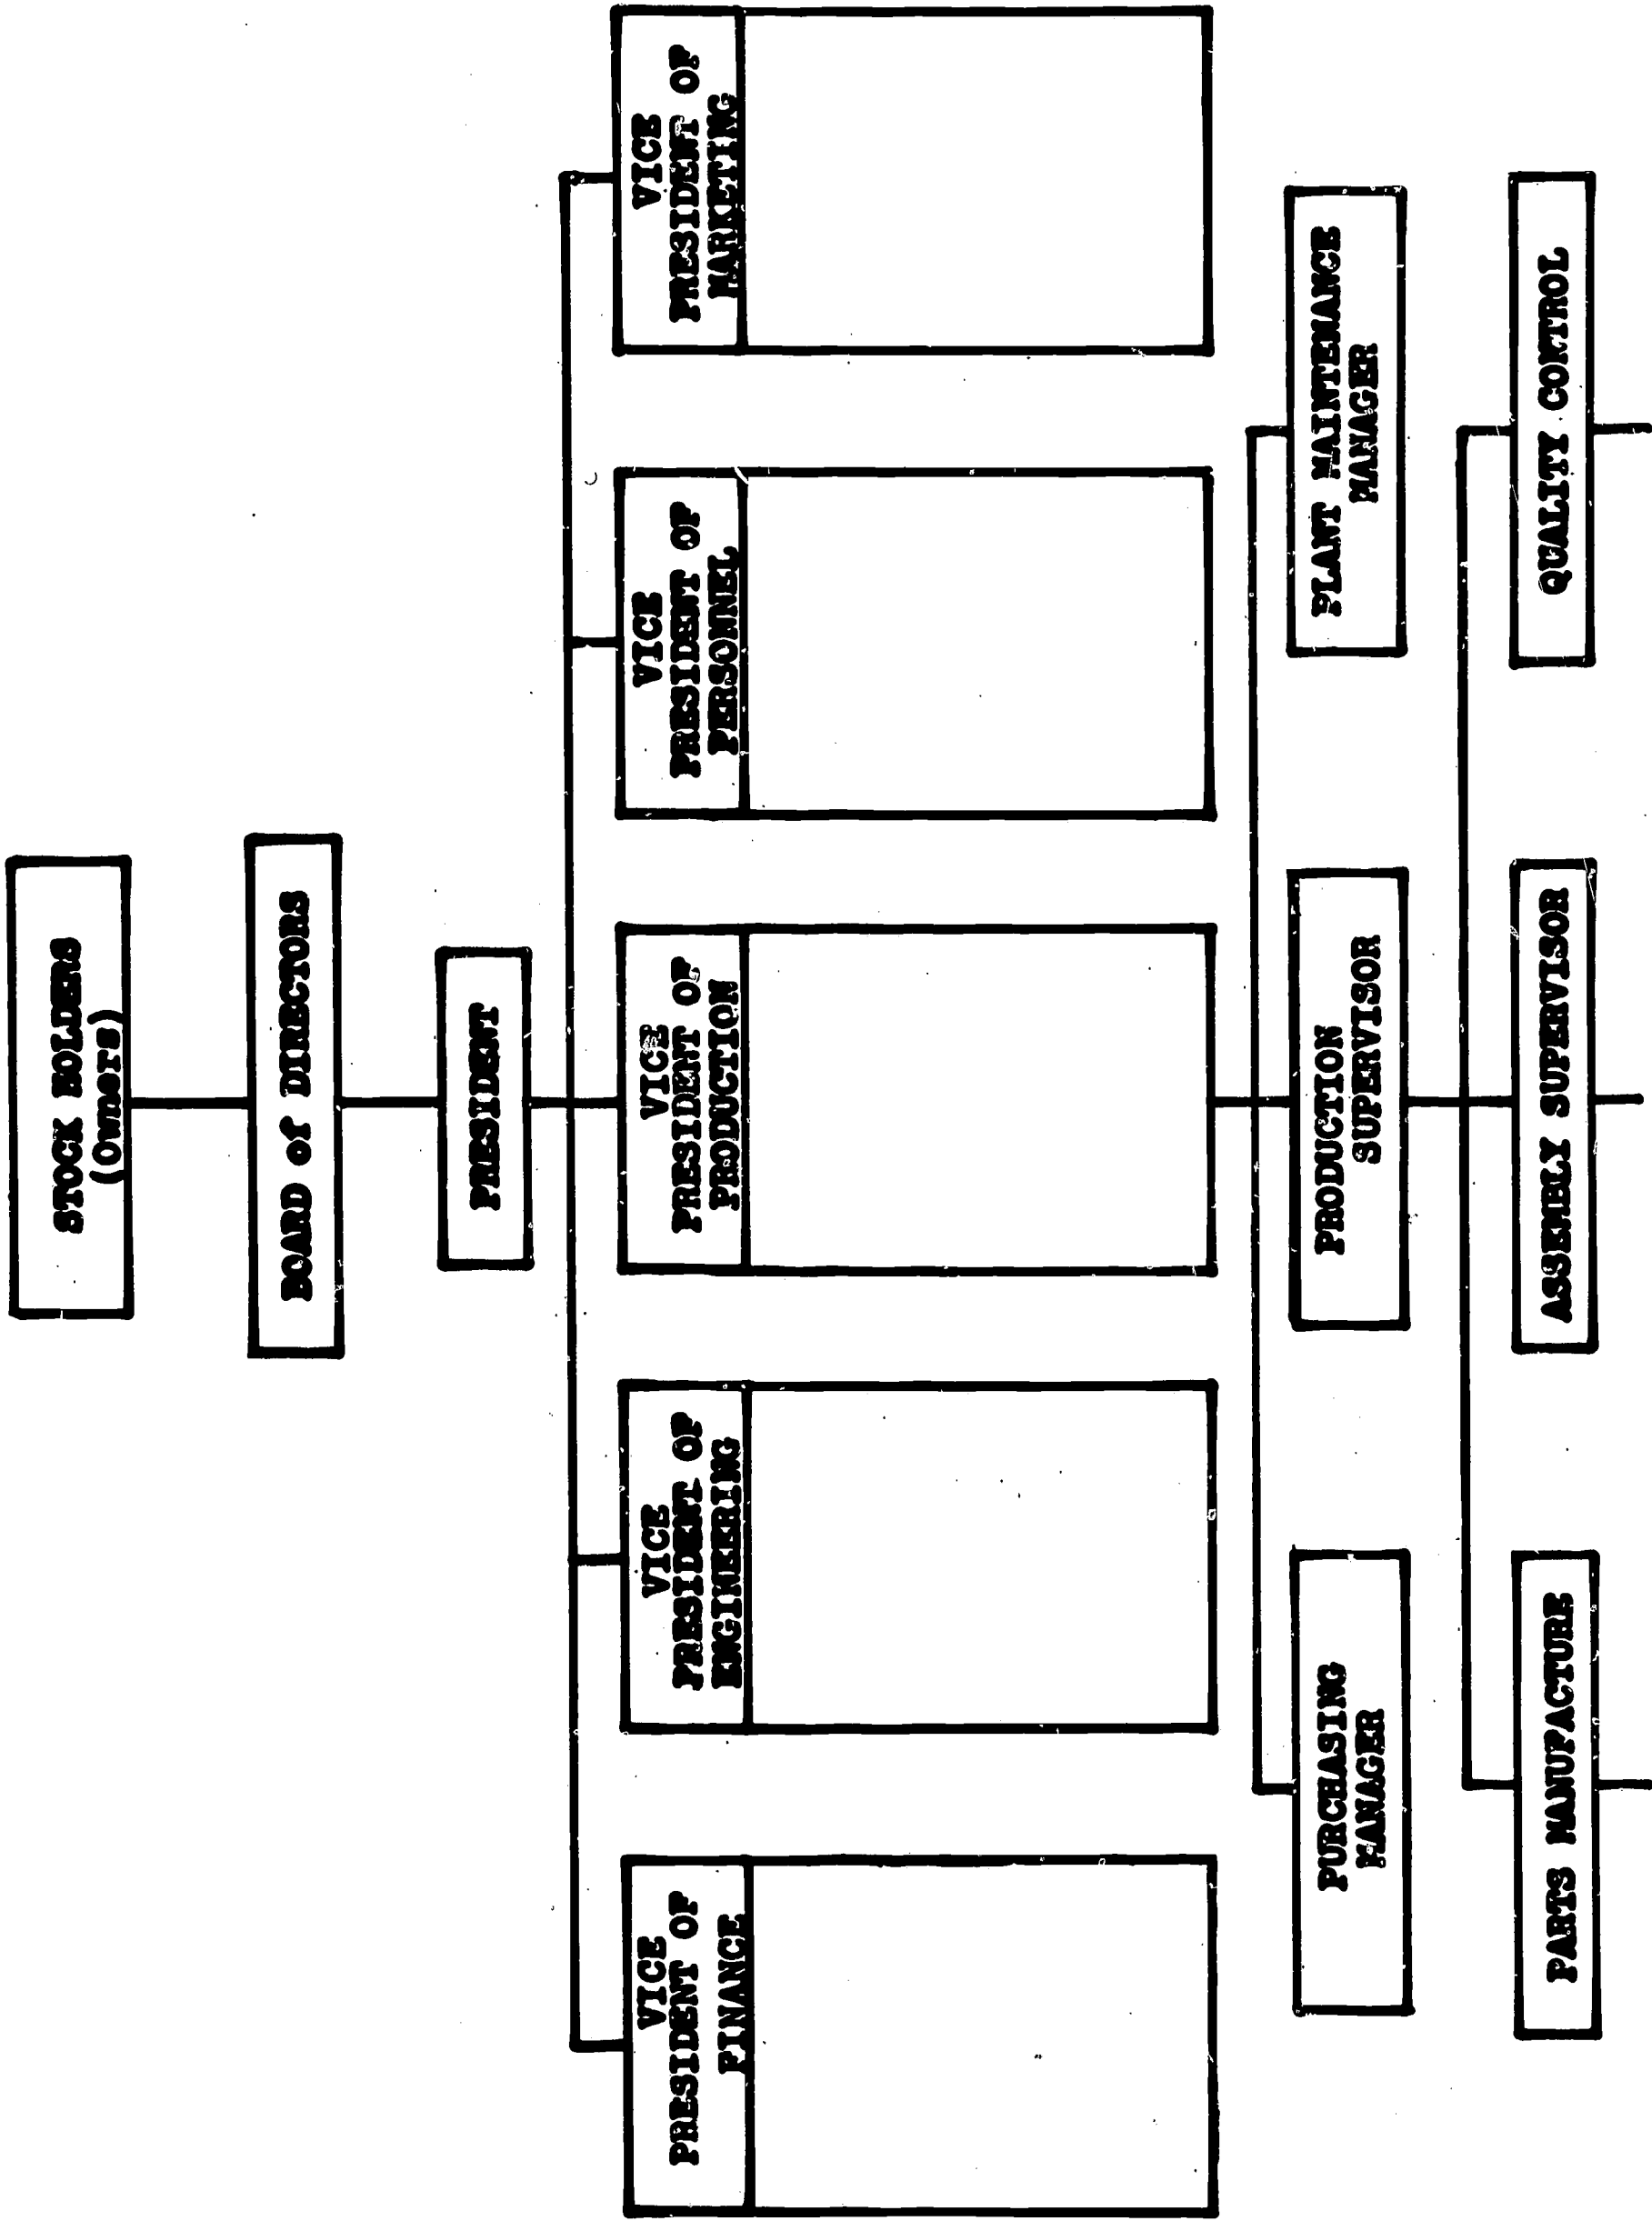 STOCK HOLDERS
(Owners)
BOARD of DIRECTORS
PRESIDENT
VICE
PRESIDENT OF
FINANCE
VICE
PRESIDENT OF
ENGINEERING
VICE
PRESIDENT OF
PRODUCTION
VICE
PRESIDENT OF
PERSONNEL
VICE
PRESIDENT OF
MARKETING
PURCHASING
MANAGER
PRODUCTION
SUPERVISOR
PLANT MAINTENANCE
MANAGER
PARTS MANUFACTURE
ASSEMBLY SUPERVISOR
QUALITY CONTROL